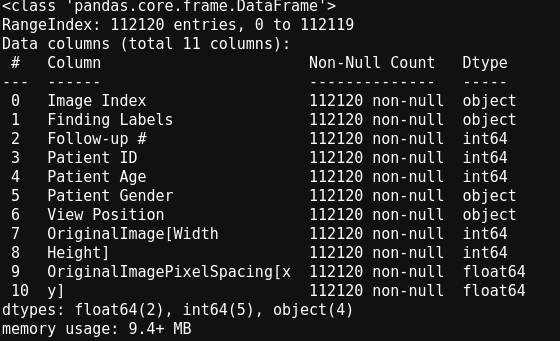 <class 'pandas.core.frame.DataFrame'>
RangeIndex: 112120 entries, 0 to 112119
Data columns (total 11 columns):
 #   Column                       Non-Null Count   Dtype
---  ------                       --------------   -----
 0   Image Index                  112120 non-null  object
 1   Finding Labels               112120 non-null  object
 2   Follow-up #                  112120 non-null  int64
 3   Patient ID                   112120 non-null  int64
 4   Patient Age                  112120 non-null  int64
 5   Patient Gender               112120 non-null  object
 6   View Position                112120 non-null  object
 7   OriginalImage[Width          112120 non-null  int64
 8   Height]                      112120 non-null  int64
 9   OriginalImagePixelSpacing[x  112120 non-null  float64
 10  y]                           112120 non-null  float64
dtypes: float64(2), int64(5), object(4)
memory usage: 9.4+ MB